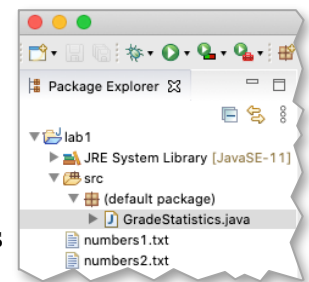 Package Explorer
lab1
JRE System Library [JavaSE-11]
src
(default package)
GradeStatistics.java
numbers1.txt
numbers2.txt
s